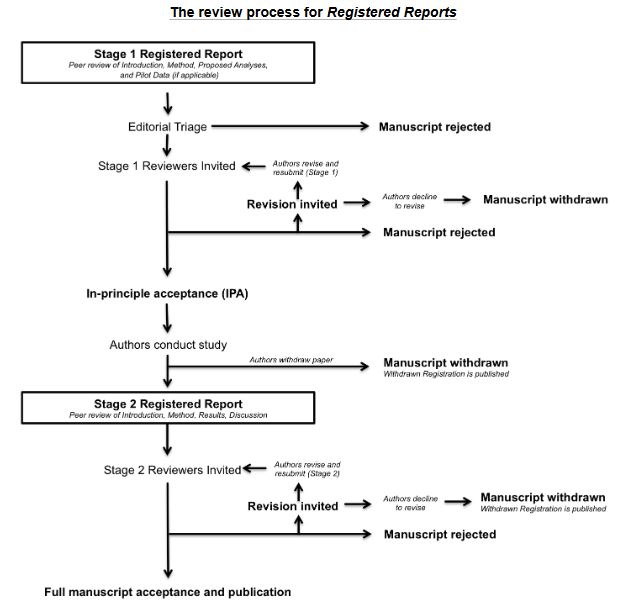 The review process for Registered Reports
Stage 1 Registered Report
Peer review of Introduction, Method, Proposed Analyses,
and Pilot Data (if applicable)
Editorial Triage
Manuscript rejected
Stage 1 Reviewers Invited
Authors revise and
resubmit (Stage 1)
Revision invited
Authors decline
to revise
Manuscript withdrawn
Manuscript rejected
In-principle acceptance (IPA)
Authors conduct study
Authors withdraw paper
Manuscript withdrawn
Withdrawn Registration is published
Stage 2 Registered Report
Peer review of Introduction, Method, Results, Discussion
Stage 2 Reviewers Invited
Authors revise and
resubmit (Stage 2)
Revision invited
Authors decline
to revise
Manuscript withdrawn
Withdrawn Registration is published
Manuscript rejected
Full manuscript acceptance and publication